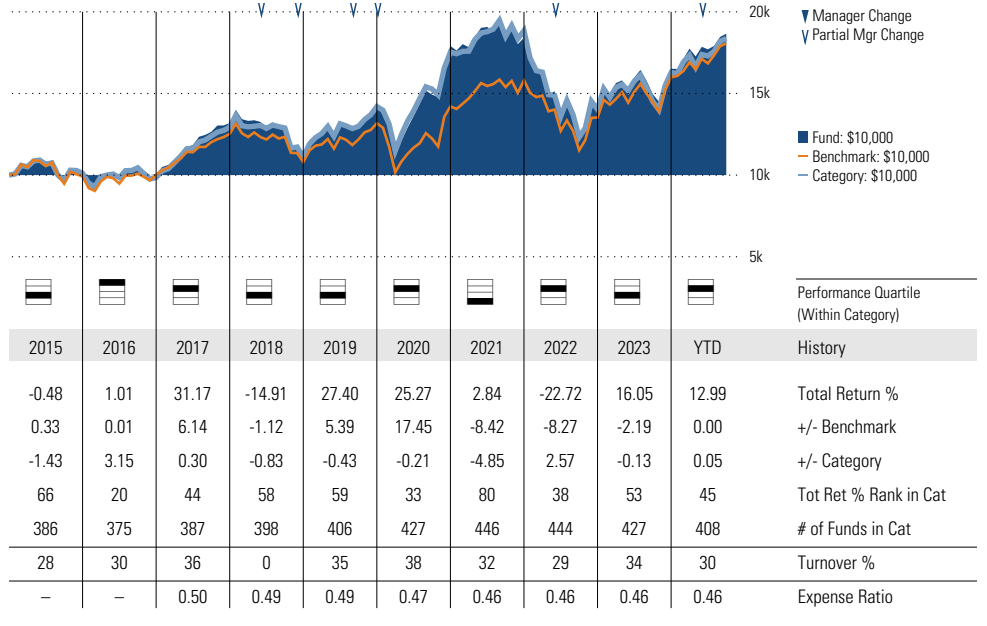 20k
Manager Change
Partial Mgr Change
15k
Fund: $10,000
Benchmark: $10,000
Category: $10,000
10k
5k
Performance Quartile
(Within Category)
2015 2016 2017 2018 2019 2020 2021 2022 2023 YTD History
-0.48 1.01 31.17 -14.91 27.40 25.27 2.84 -22.72 16.05 12.99 Total Return %
0.33 0.01 6.14 -1.12 5.39 17.45 -8.42 -8.27 -2.19 0.00 +/- Benchmark
-1.43 3.15 0.30 -0.83 -0.43 -0.21 -4.85 2.57 -0.13 0.05 +/- Category
66 20 44 58 59 33 80 38 53 45 Tot Ret % Rank in Cat
386 375 387 398 406 427 446 444 427 408 # of Funds in Cat
28 30 36 0 35 38 32 29 34 30 Turnover %
– – 0.50 0.49 0.49 0.47 0.46 0.46 0.46 0.46 Expense Ratio